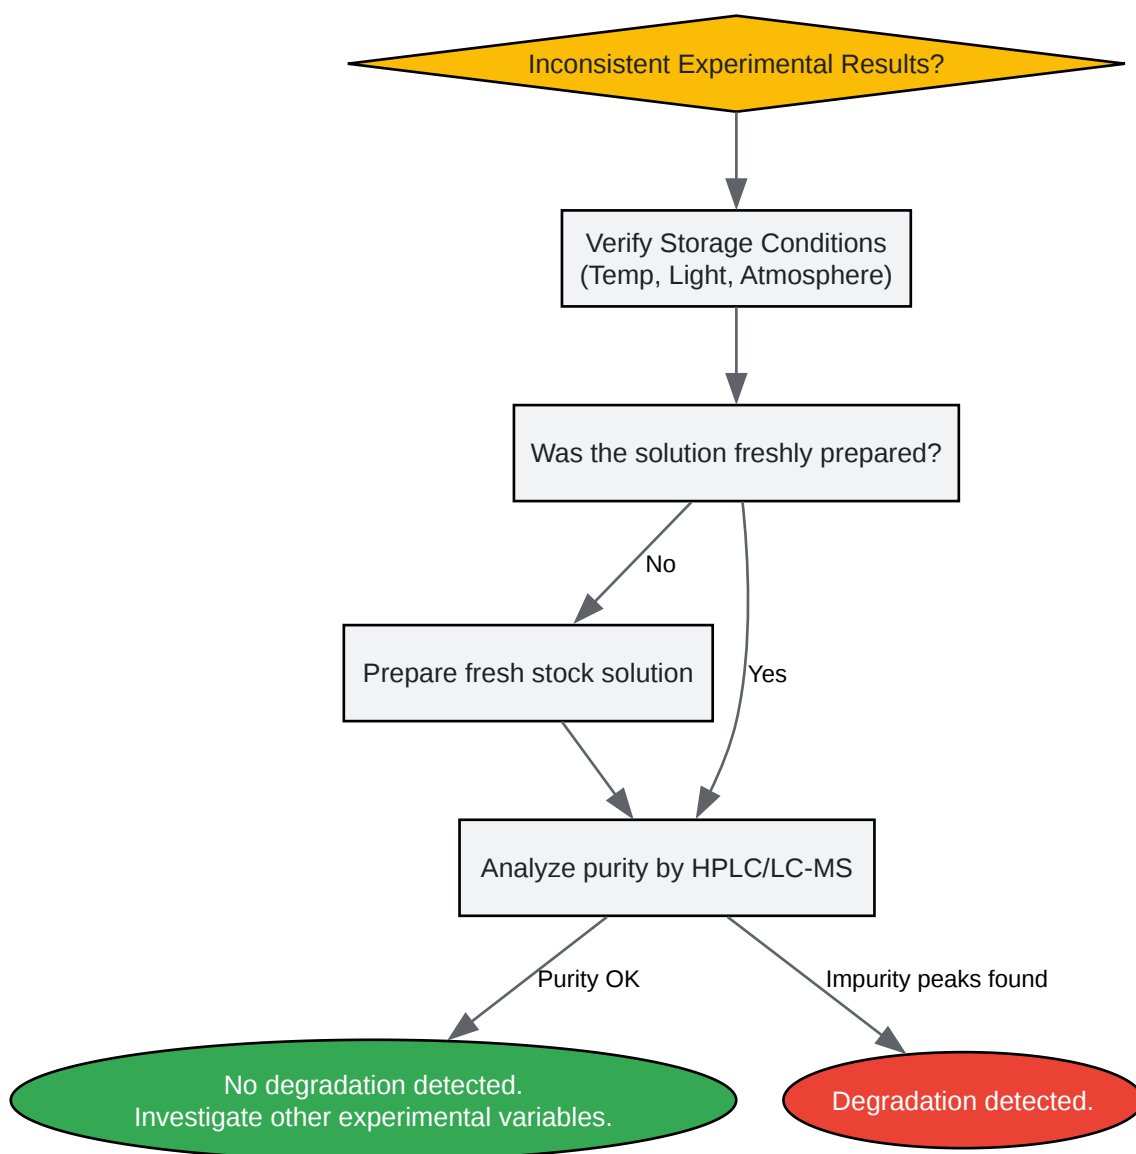 Inconsistent Experimental Results?
Verify Storage Conditions
(Temp, Light, Atmosphere)
Was the solution freshly prepared?
No
Prepare fresh stock solution
Yes
Analyze purity by HPLC/LC-MS
Purity OK
Impurity peaks found
No degradation detected.
Investigate other experimental variables.
Degradation detected.